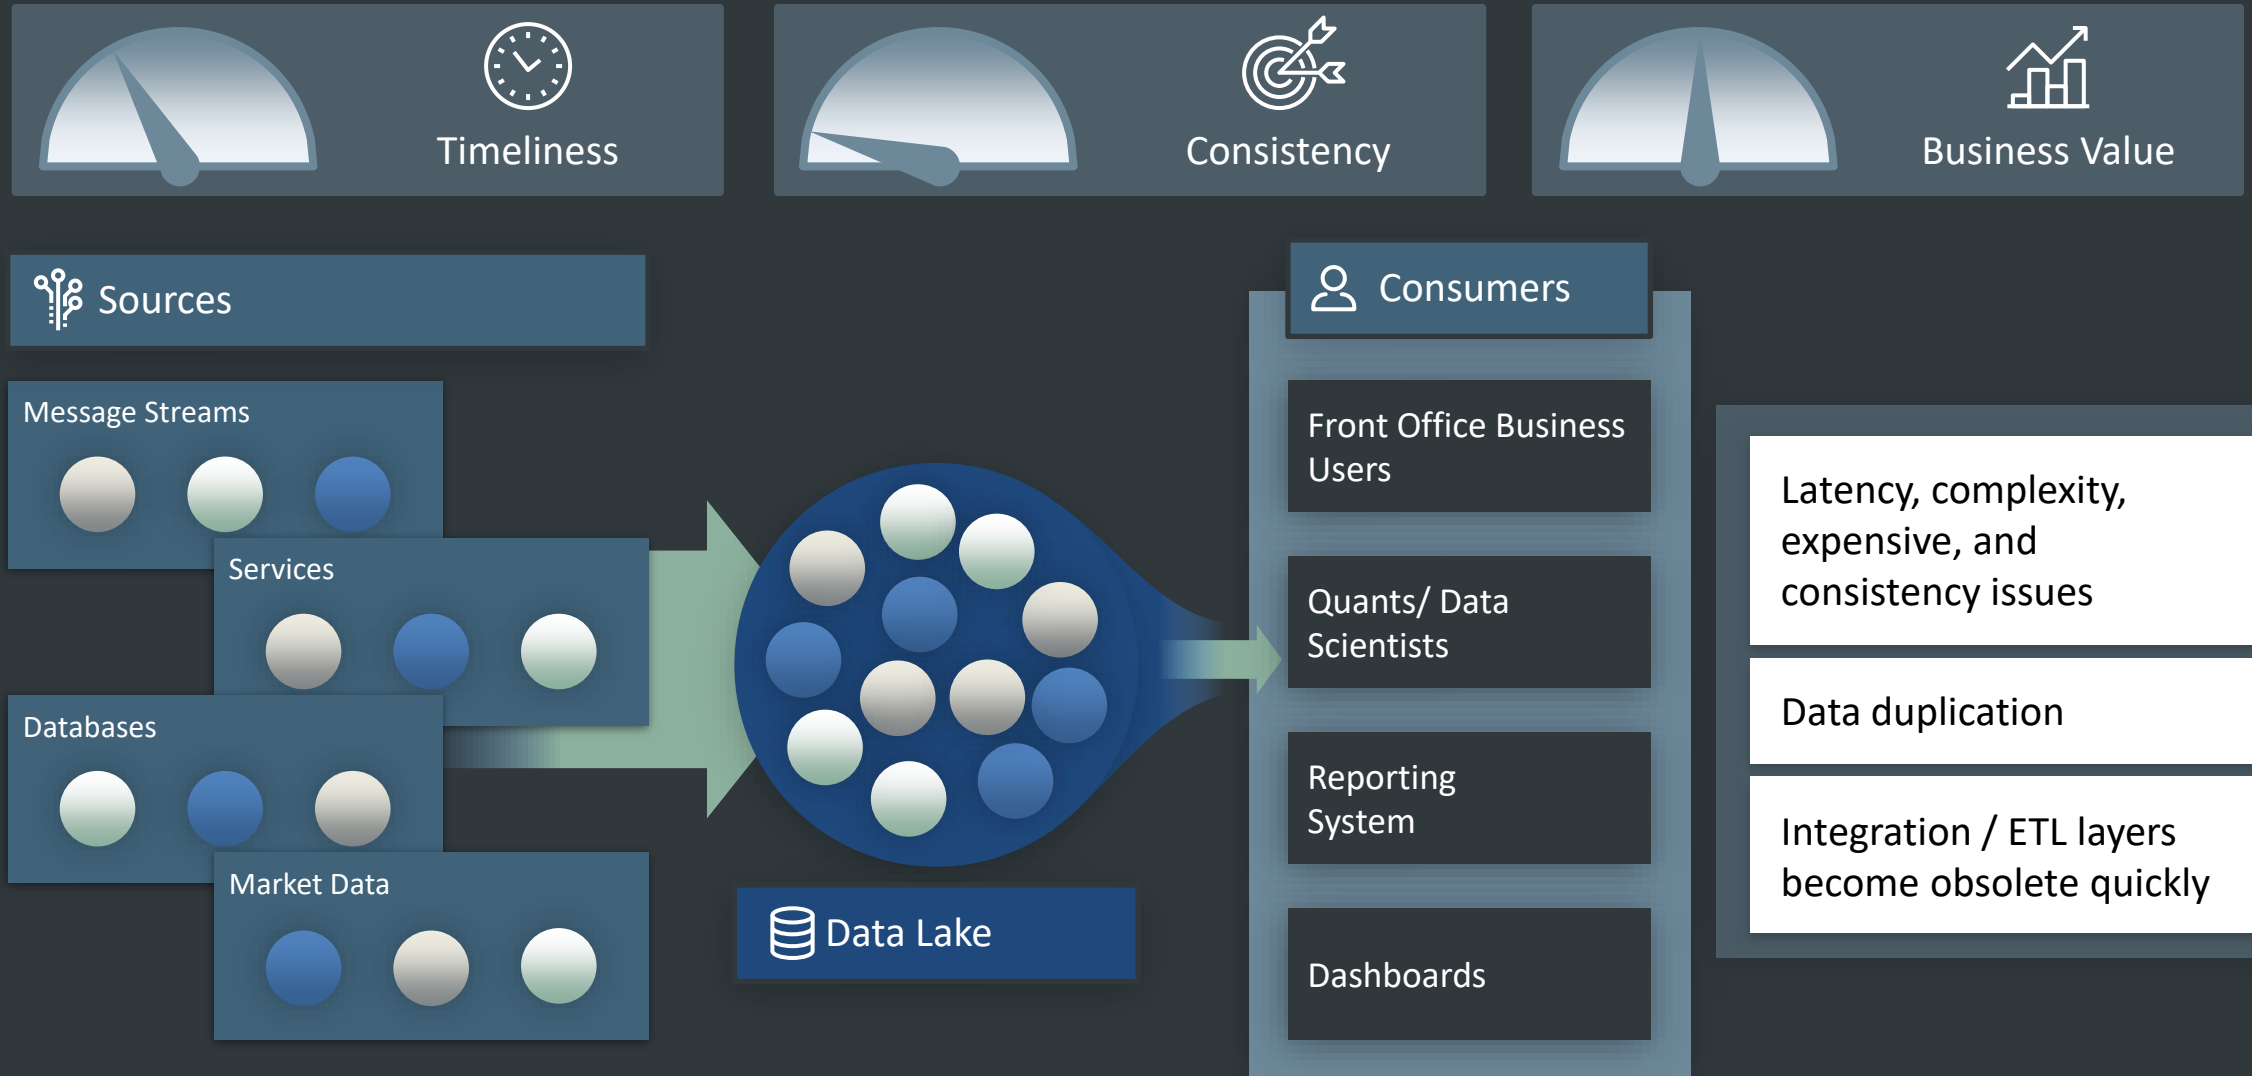 Timeliness
Consistency
Business Value
Sources
Message Streams
Services
Databases
Market Data
Data Lake
Consumers
Front Office Business
Users
Quants/ Data
Scientists
Reporting
System
Dashboards
Latency, complexity,
expensive, and
consistency issues
Data duplication
Integration / ETL layers
become obsolete quickly